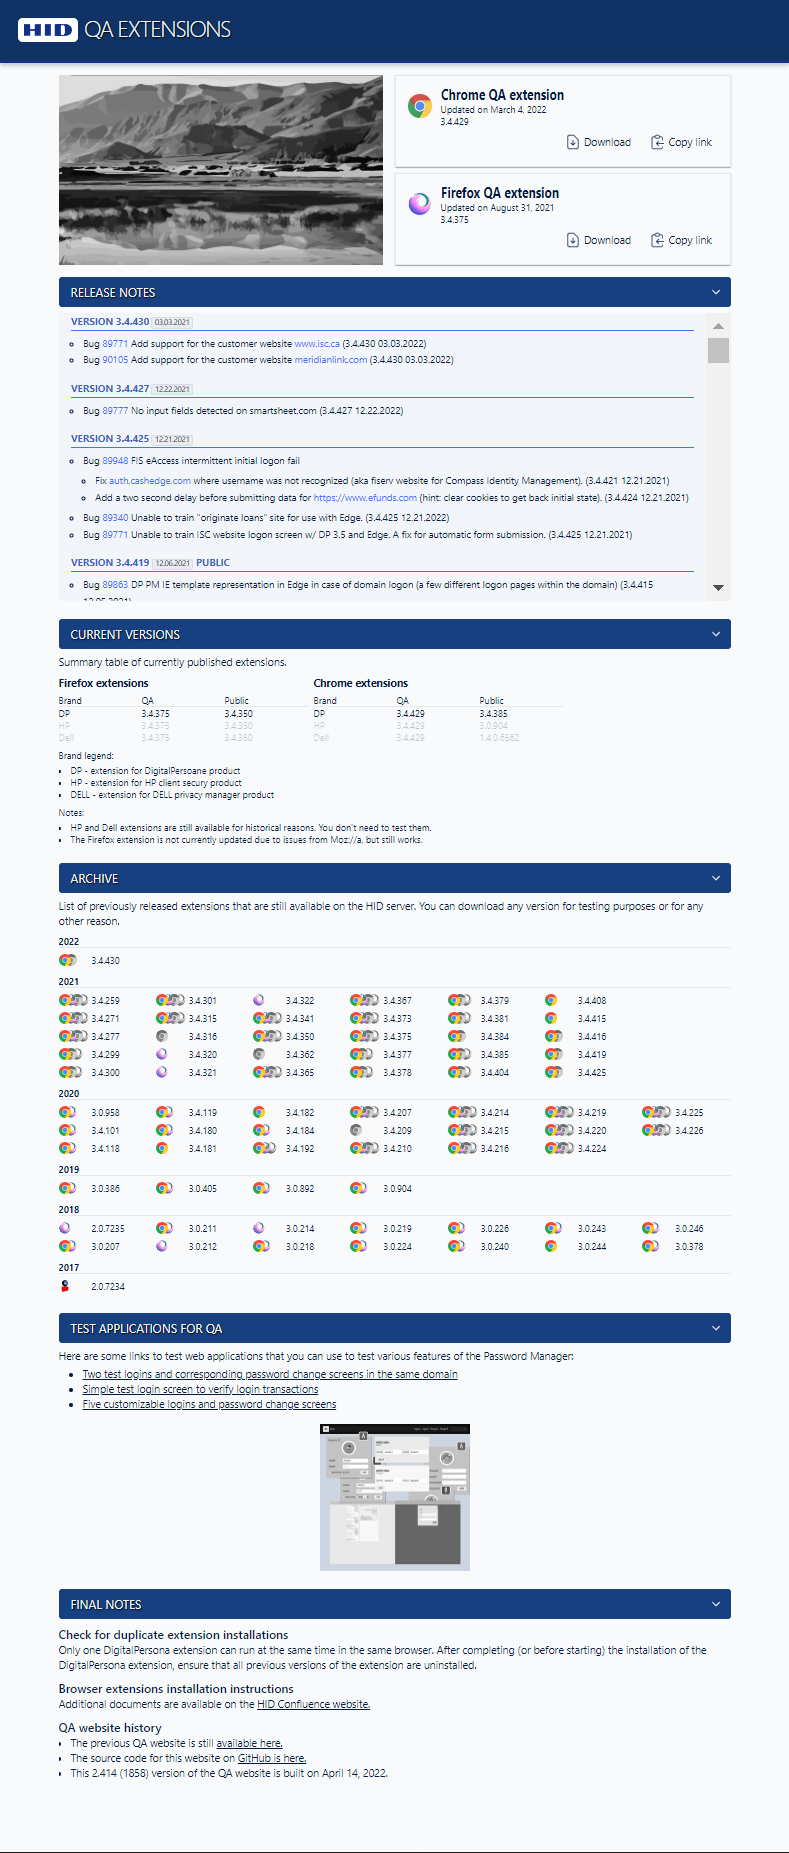 HID QA EXTENSIONS
Chrome QA extension
Updated on March 4, 2022
3.4.429
Download Copy link
Firefox QA extension
Updated on August 31, 2021
3.4.375
Download Copy link
RELEASE NOTES
VERSION 3.4.430 03.03.2021
Bug 89771 Add support for the customer website www.isc.ca (3.4.430 03.03.2022)
Bug 90105 Add support for the customer website meridianlink.com (3.4.430 03.03.2022)
VERSION 3.4.427 12.22.2021
Bug 89777 No input fields detected on smartsheet.com (3.4.427 12.22.2022)
VERSION 3.4.425 12.21.2021
Bug 89948 FIS eAccess intermittent initial logon fail
Fix auth.cashedge.com where username was not recognized (aka fiserv website for Compass Identity Management). (3.4.421 12.21.2021)
Add a two second delay before submitting data for https://www.efunds.com (hint: clear cookies to get back initial state). (3.4.424 12.21.2021)
Bug 89340 Unable to train "originate loans" site for use with Edge. (3.4.425 12.21.2022)
Bug 89771 Unable to train ISC website logon screen w/ DP 3.5 and Edge. A fix for automatic form submission. (3.4.425 12.21.2021)
VERSION 3.4.419 12.06.2021 PUBLIC
Bug 89863 DP PM IE template representation in Edge in case of domain logon (a few different logon pages within the domain) (3.4.415
12.05.2021)
CURRENT VERSIONS
Summary table of currently published extensions.
Firefox extensions Chrome extensions
Brand QA Public Brand QA Public
DP 3.4.375 3.4.350 DP 3.4.429 3.4.385
HP 3.4.375 3.4.350 HP 3.4.429 3.0.904
Dell 3.4.375 3.4.350 Dell 3.4.429 1.4.0.6562
Brand legend:
DP - extension for DigitalPersoane product
HP - extension for HP client secury product
DELL - extension for DELL privacy manager product
Notes:
HP and Dell extensions are still available for historical reasons. You don't need to test them.
The Firefox extension is not currently updated due to issues from Moz://a, but still works.
ARCHIVE
List of previously released extensions that are still available on the HID server. You can download any version for testing purposes or for any
other reason.
2022
3.4.430
2021
3.4.259 3.4.301 3.4.322 3.4.367 3.4.379 3.4.408
3.4.271 3.4.315 3.4.341 3.4.373 3.4.381 3.4.415
3.4.277 3.4.316 3.4.350 3.4.375 3.4.384 3.4.416
3.4.299 3.4.320 3.4.362 3.4.377 3.4.385 3.4.419
3.4.300 3.4.321 3.4.365 3.4.378 3.4.404 3.4.425
2020
3.0.958 3.4.119 3.4.182 3.4.207 3.4.214 3.4.219 3.4.225
3.4.101 3.4.180 3.4.184 3.4.209 3.4.215 3.4.220 3.4.226
3.4.118 3.4.181 3.4.192 3.4.210 3.4.216 3.4.224
2019
3.0.386 3.0.405 3.0.892 3.0.904
2018
2.0.7235 3.0.211 3.0.214 3.0.219 3.0.226 3.0.243 3.0.246
3.0.207 3.0.212 3.0.218 3.0.224 3.0.240 3.0.244 3.0.378
2017
2.0.7234
TEST APPLICATIONS FOR QA
Here are some links to test web applications that you can use to test various features of the Password Manager:
Two test logins and corresponding password change screens in the same domain
Simple test login screen to verify login transactions
Five customizable logins and password change screens
FINAL NOTES
Check for duplicate extension installations
Only one DigitalPersona extension can run at the same time in the same browser. After completing (or before starting) the installation of the
DigitalPersona extension, ensure that all previous versions of the extension are uninstalled.
Browser extensions installation instructions
Additional documents are available on the HID Confluence website.
QA website history
The previous QA website is still available here.
The source code for this website on GitHub is here.
This 2.414 (1858) version of the QA website is built on April 14, 2022.